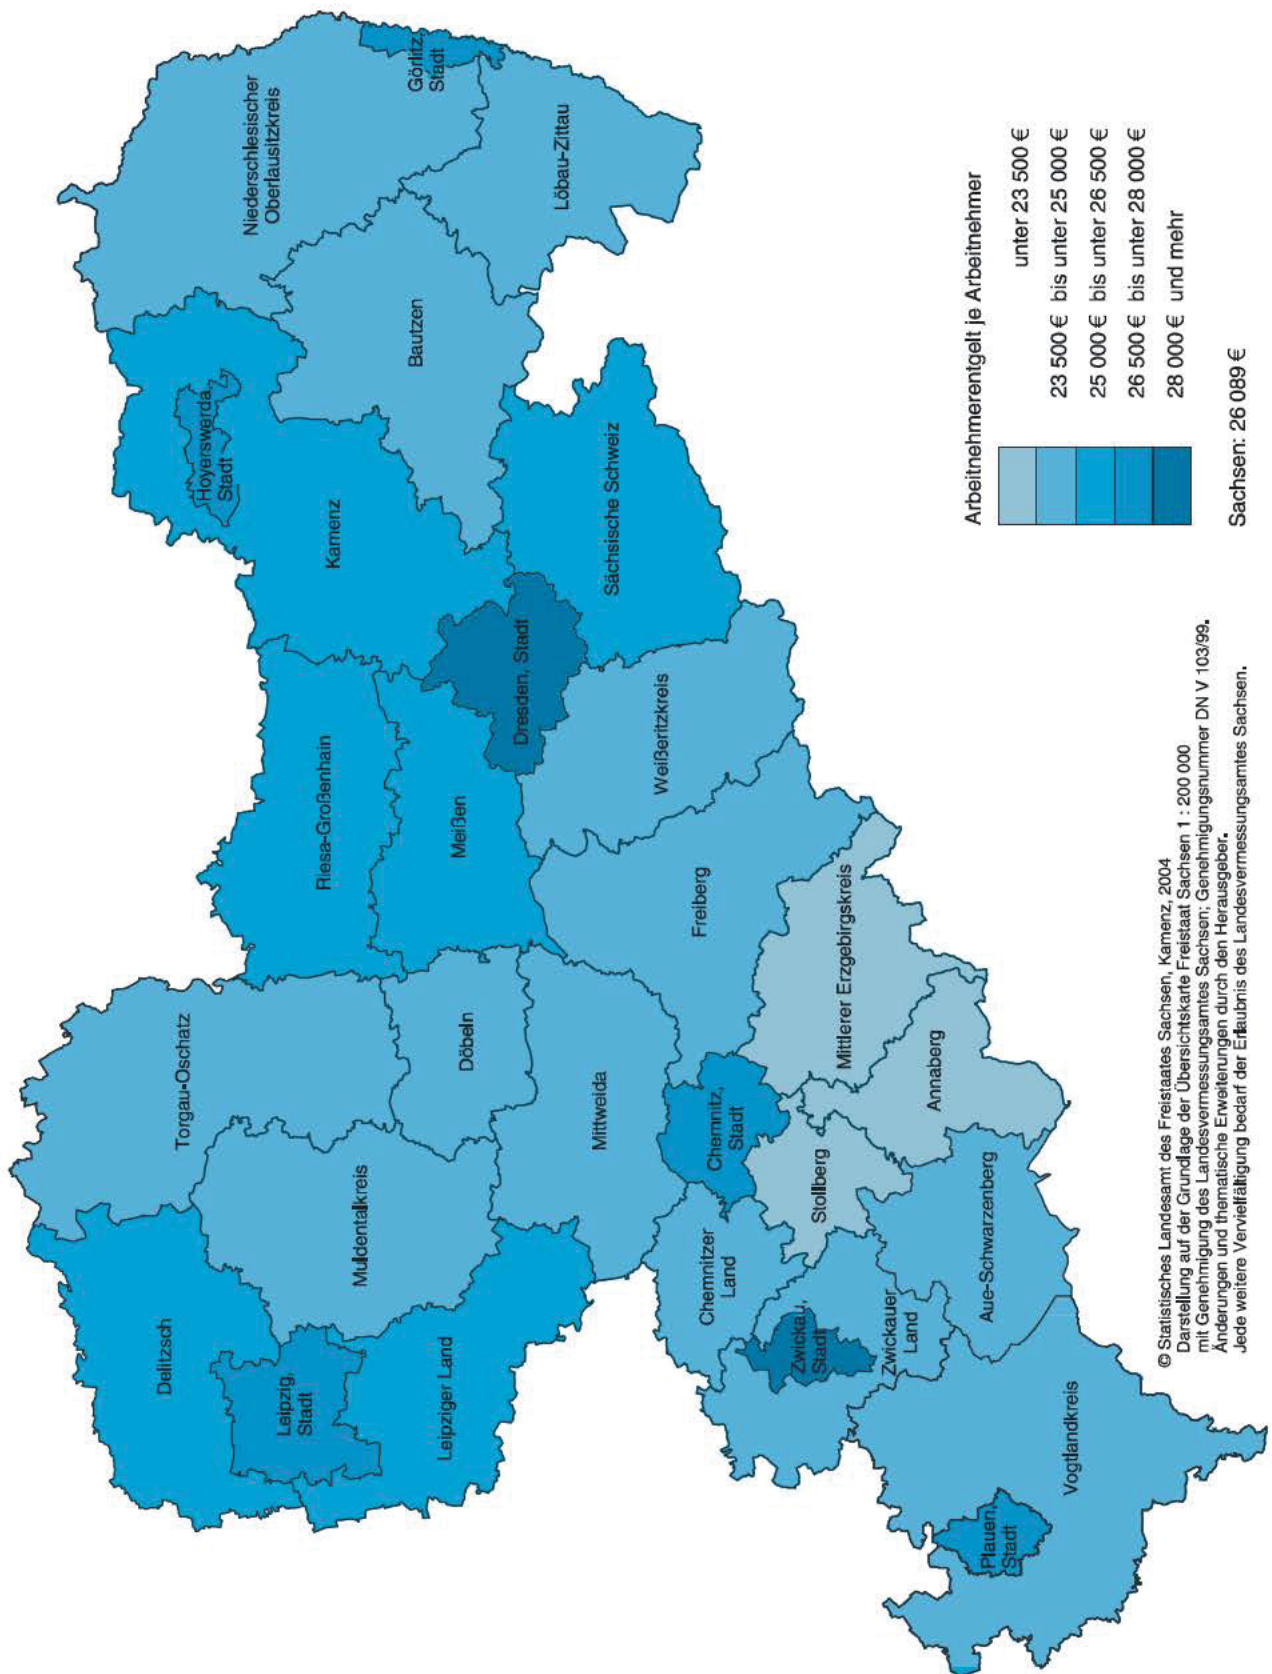 Niederschlesischer
Oberlausitzkreis
Görlitz,
Stadt
Löbau-Zittau
Bautzen
Hoyerswerda,
Stadt
Kamenz
Sächsische Schweiz
Dresden, Stadt
Riesa-Großenhain
Meißen
Weißeritzkreis
Freiberg
Mittlerer Erzgebirgskreis
Annaberg
Torgau-Oschatz
Döbeln
Mittweida
Chemnitz,
Stadt
Stollberg
Muldentalkreis
Chemnitzer
Land
Aue-Schwarzenberg
Delitzsch
Leipzig,
Stadt
Leipziger Land
Zwickau,
Stadt
Zwickauer
Land
Vogtlandkreis
Plauen,
Stadt
Arbeitnehmerentgelt je Arbeitnehmer
unter 23 500 €
23 500 € bis unter 25 000 €
25 000 € bis unter 26 500 €
26 500 € bis unter 28 000 €
28 000 € und mehr
Sachsen: 26 089 €
© Statistisches Landesamt des Freistaates Sachsen, Kamenz, 2004
Darstellung auf der Grundlage der Übersichtskarte Freistaat Sachsen 1 : 200 000
mit Genehmigung des Landesvermessungsamtes Sachsen; Genehmigungsnummer DN V 103/99.
Änderungen und thematische Erweiterungen durch den Herausgeber.
Jede weitere Vervielfältigung bedarf der Erlaubnis des Landesvermessungsamtes Sachsen.